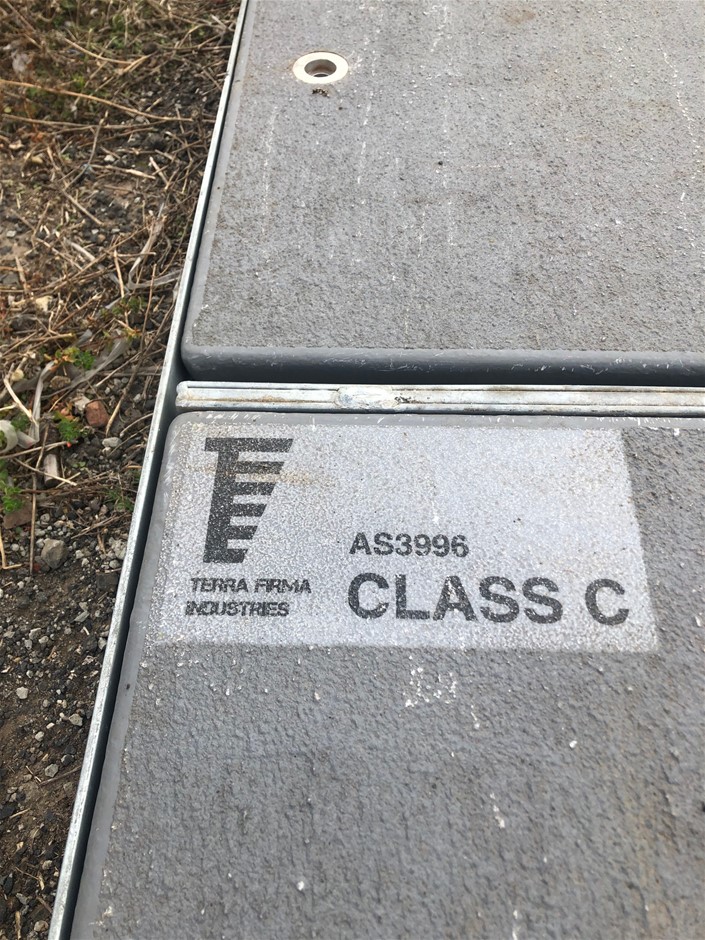 AS3996
TERRA FIRMA
INDUSTRIES
CLASS C